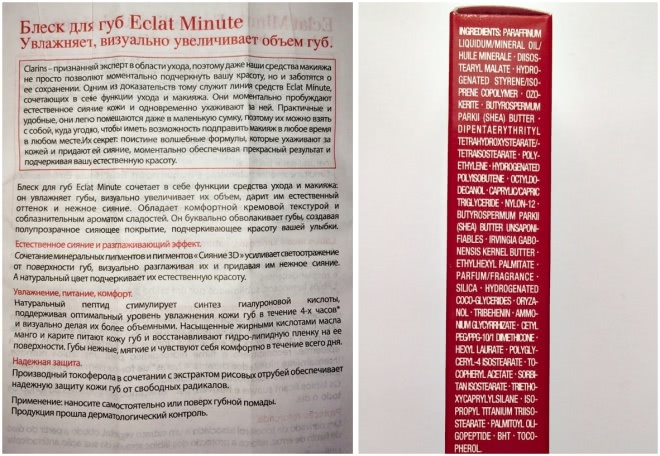 Блеск для губ Eclat Minute
Увлажняет, визуально увеличивает объем губ.
Clarins – признанный эксперт в области ухода, поэтому даже наши средства макияжа
не просто позволяют моментально подчеркнуть вашу красоту, но и заботятся о
ее сохранении. Одним из доказательств тому служит линия средств Eclat Minute,
сочетающих в себе функции ухода и макияжа. Они моментально пробуждают
естественное сияние кожи и одновременно ухаживают за ней. Практичные и
удобные, они легко помещаются даже в маленькую сумку, поэтому их можно взять
с собой, куда угодно, чтобы иметь возможность подправить макияж в любое время
в любом месте.Их секрет: поистине волшебные формулы, которые ухаживают за
кожей и придают ей сияние, моментально обеспечивая прекрасный результат и
подчеркивая вашу естественную красоту.
Блеск для губ Eclat Minute сочетает в себе функции средства ухода и макияжа:
он увлажняет губы, визуально увеличивает их объем, дарит им естественный
оттенок и нежное сияние. Обладает комфортной кремовой текстурой и
соблазнительным ароматом сладостей. Он буквально обволакивает губы, создавая
полупрозрачное сияющее покрытие, подчеркивающее красоту вашей улыбки.
Естественное сияние и разглаживающий эффект.
Сочетание минеральных пигментов и пигментов «Сияние 3D» усиливает светоотражение
от поверхности губ, визуально разглаживая их и придавая им нежное сияние.
А натуральный цвет подчеркивает их естественную красоту.
Увлажнение, питание, комфорт.
Натуральный пептид стимулирует синтез гиалуроновой кислоты,
поддерживая оптимальный уровень увлажнения кожи губ в течение 4-х часов*
и визуально делая их более объемными. Насыщенные жирными кислотами масла
манго и карите питают кожу губ и восстанавливают гидро-липидную пленку на ее
поверхности. Губы нежные, мягкие и чувствуют себя комфортно в течение всего дня.
Надежная защита.
Производный токоферола в сочетании с экстрактом рисовых отрубей обеспечивает
надежную защиту кожи губ от свободных радикалов.
Применение: наносите самостоятельно или поверх губной помады.
Продукция прошла дерматологический контроль.
INGREDIENTS: PARAFFINUM
LIQUIDUM/MINERAL OIL/
HUILE MINERALE · DIISOS-
TEARYL MALATE · HYDRO-
GENATED STYRENE/ISO-
PRENE COPOLYMER · OZO-
KERITE · BUTYROSPERMUM
PARKII (SHEA) BUTTER ·
DIPENTAERYTHRITYL
TETRAHYDROXYSTEARATE/
TETRAISOSTEARATE · POLY-
ETHYLENE · HYDROGENATED
POLYISOBUTENE · OCTYLDO-
DECANOL · CAPRYLIC/CAPRIC
TRIGLYCERIDE · NYLON-12 ·
BUTYROSPERMUM PARKII
(SHEA) BUTTER UNSAPONI-
FIABLES · IRVINGIA GABO-
NENSIS KERNEL BUTTER ·
ETHYLHEXYL PALMITATE ·
PARFUM/FRAGRANCE ·
SILICA · HYDROGENATED
COCO-GLYCERIDES · ORYZA-
NOL · TRIBEHENIN · AMMO-
NIUM GLYCYRRHIZATE · CETYL
PEG/PPG-10/1 DIMETHICONE ·
HEXYL LAURATE · POLYGLY-
CERYL-4 ISOSTEARATE · TO-
COPHERYL ACETATE · SORBI-
TAN ISOSTEARATE · TRIETHO-
XYCAPRYLYLSILANE · ISO-
PROPYL TITANIUM TRIISO-
STEARATE · PALMITOYL OLI-
GOPEPTIDE · BHT · TOCO-
PHEROL.